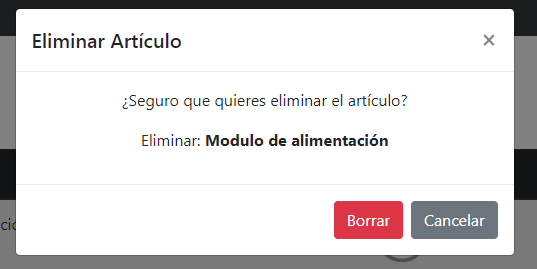 Eliminar Artículo
×
¿Seguro que quieres eliminar el artículo?
Eliminar: Modulo de alimentación
Borrar
Cancelar